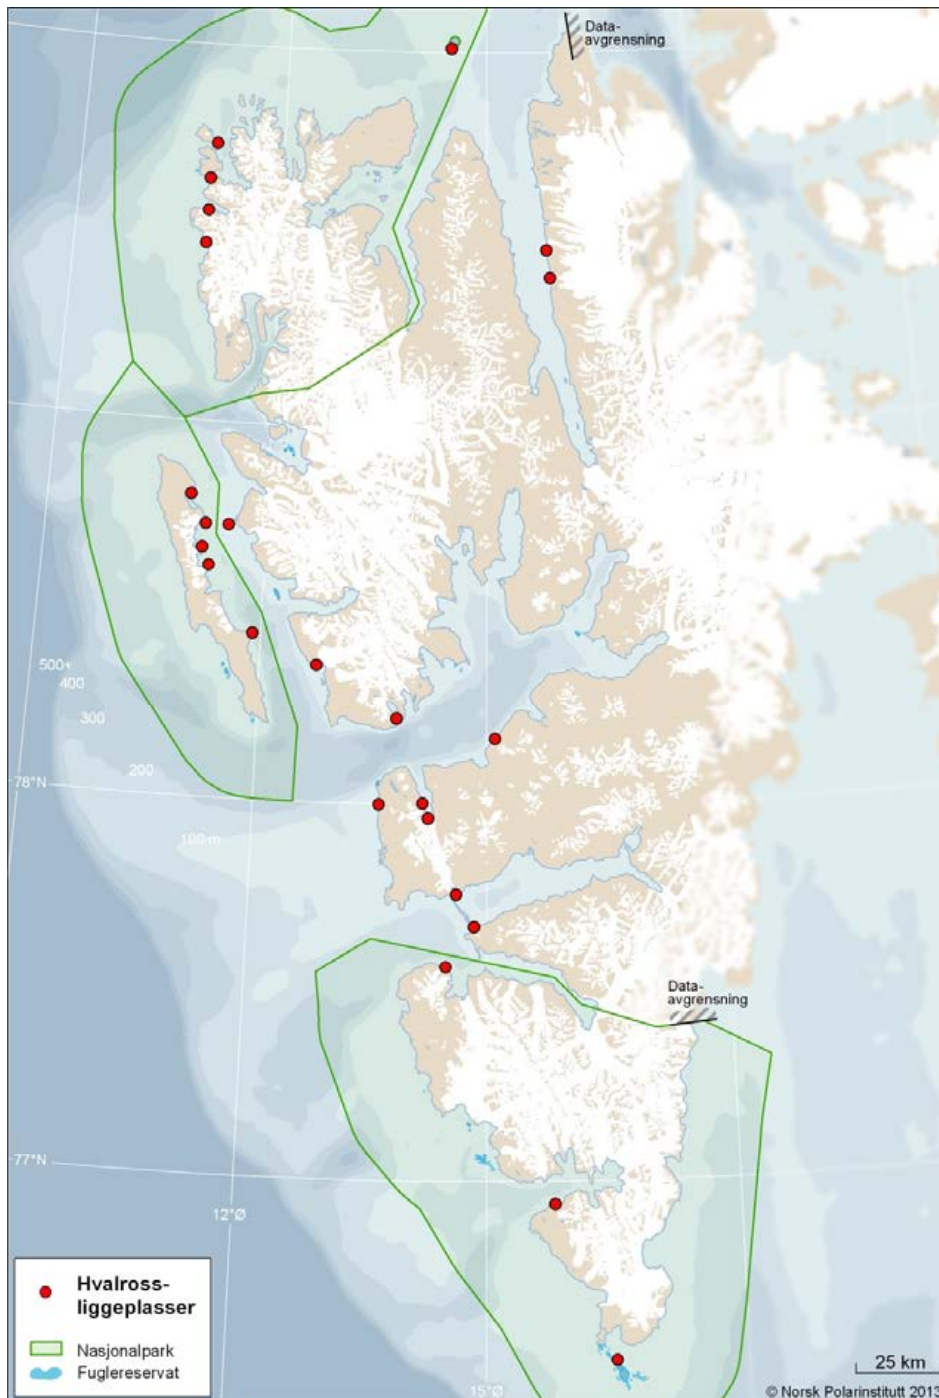 Data-
avgrensning
500+
400
300
78°N
200
100 m
Data-
avgrensning
77°N
12°Ø
Hvalross-
liggeplasser
Nasjonalpark
Fuglereservat
25 km
15°Ø
© Norsk Polarinstitutt 2013